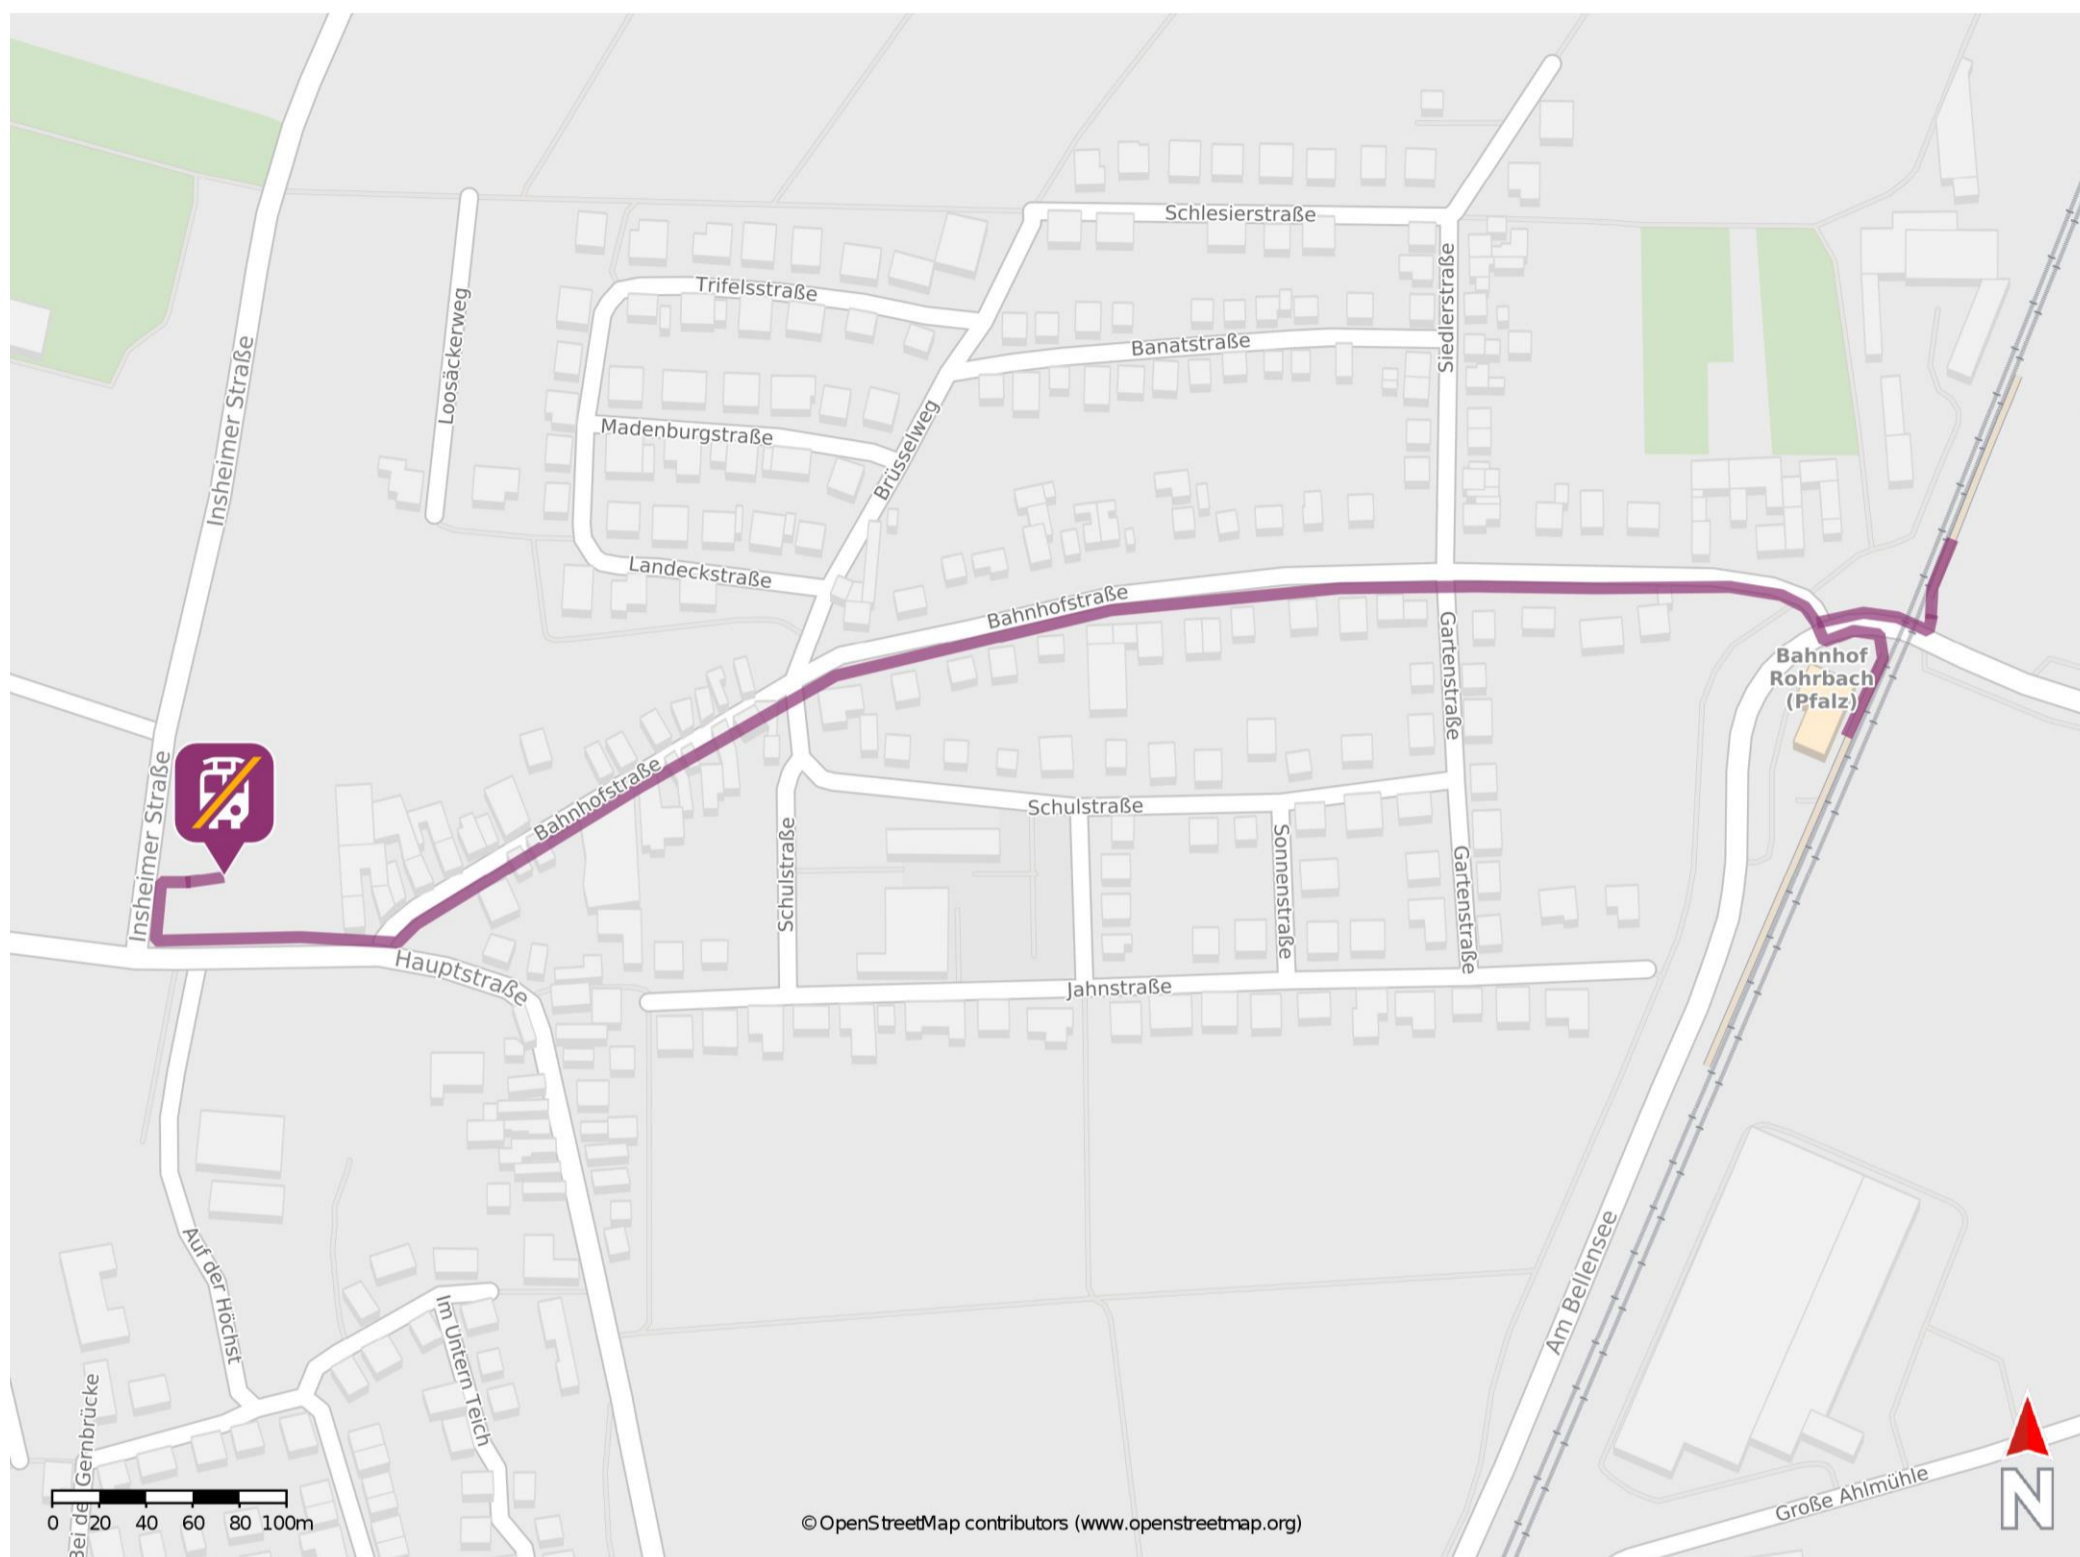 Schlesierstraße
Trifelsstraße
Siedlerstraße
Banatstraße
Loosäckerweg
Insheimer Straße
Madenburgstraße
Brüsselweg
Landeckstraße
Bahnhofstraße
Gartenstraße
Bahnhof
Rohrbach
(Pfalz)
Insheimer Straße
Bahnhofstraße
Schulstraße
Schulstraße
Sonnenstraße
Gartenstraße
Hauptstraße
Jahnstraße
Auf der Höchst
Im Untern Teich
Am Bellensee
Bei der Gernbrücke
Große Ahlmühle
N
0 20 40 60 80 100m
© OpenStreetMap contributors (www.openstreetmap.org)